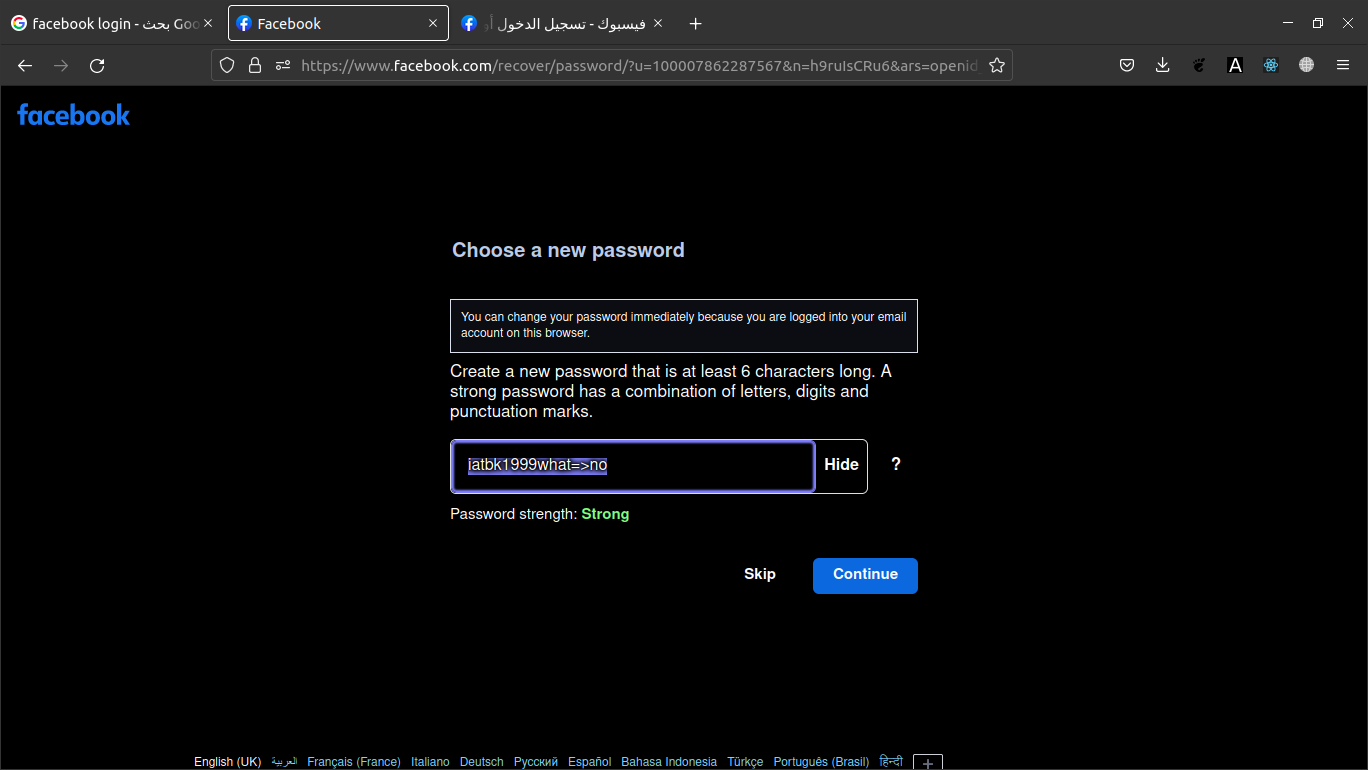 facebook login - بحث Goo
Facebook
فيسبوك - تسجيل الدخول أو
https://www.facebook.com/recover/password/?u=100007862287567&n=h9ruIsCRu6&ars=openid
A
facebook
Choose a new password
You can change your password immediately because you are logged into your email
account on this browser.
Create a new password that is at least 6 characters long. A
strong password has a combination of letters, digits and
punctuation marks.
iatbk1999what=>no
Hide
?
Password strength: Strong
Skip
Continue
English (UK) العربية Français (France) Italiano Deutsch Русский Español Bahasa Indonesia Türkçe Português (Brasil) हिन्दी